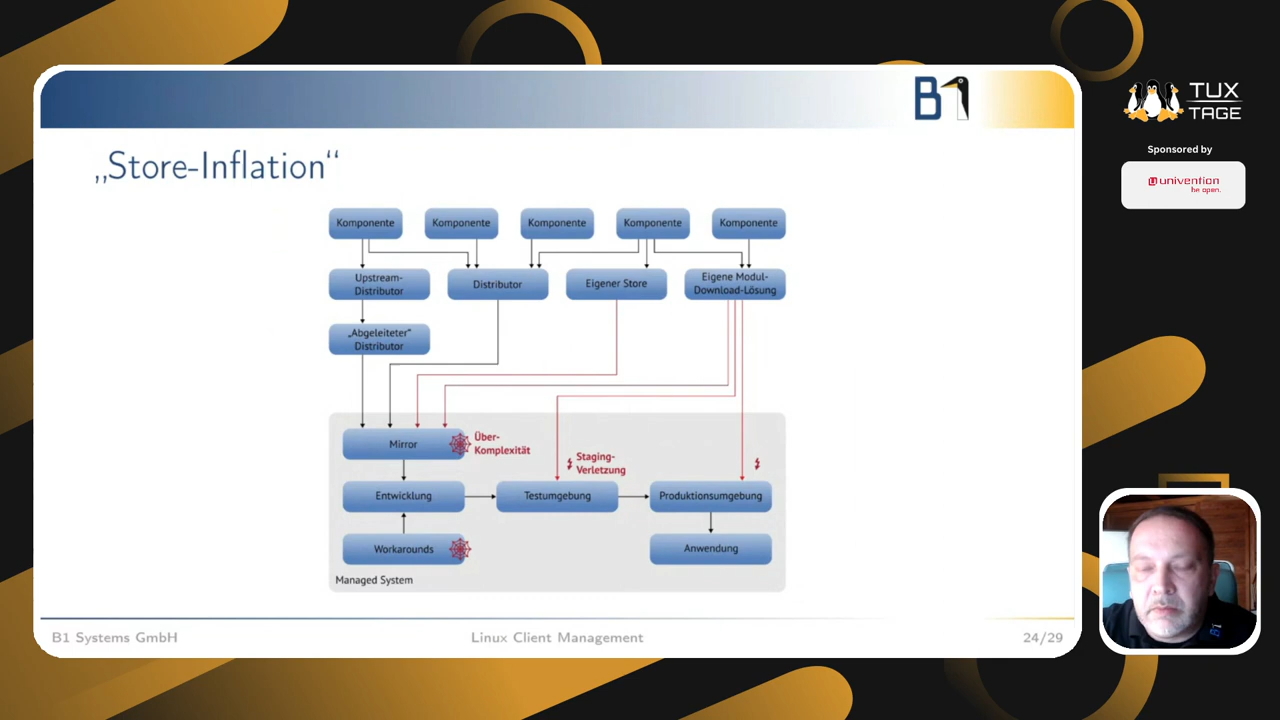 B1
TUX
TAGE
Sponsored by
univention
be open.
„Store-Inflation“
Komponente
Komponente
Komponente
Komponente
Komponente
Upstream-
Distributor
Distributor
Eigener Store
Eigene Modul-
Download-Lösung
„Abgeleiteter“
Distributor
Mirror
Über-
Komplexität
Staging-
Verletzung
Entwicklung
Testumgebung
Produktionsumgebung
Workarounds
Anwendung
Managed System
B1 Systems GmbH
Linux Client Management
24/29
B1